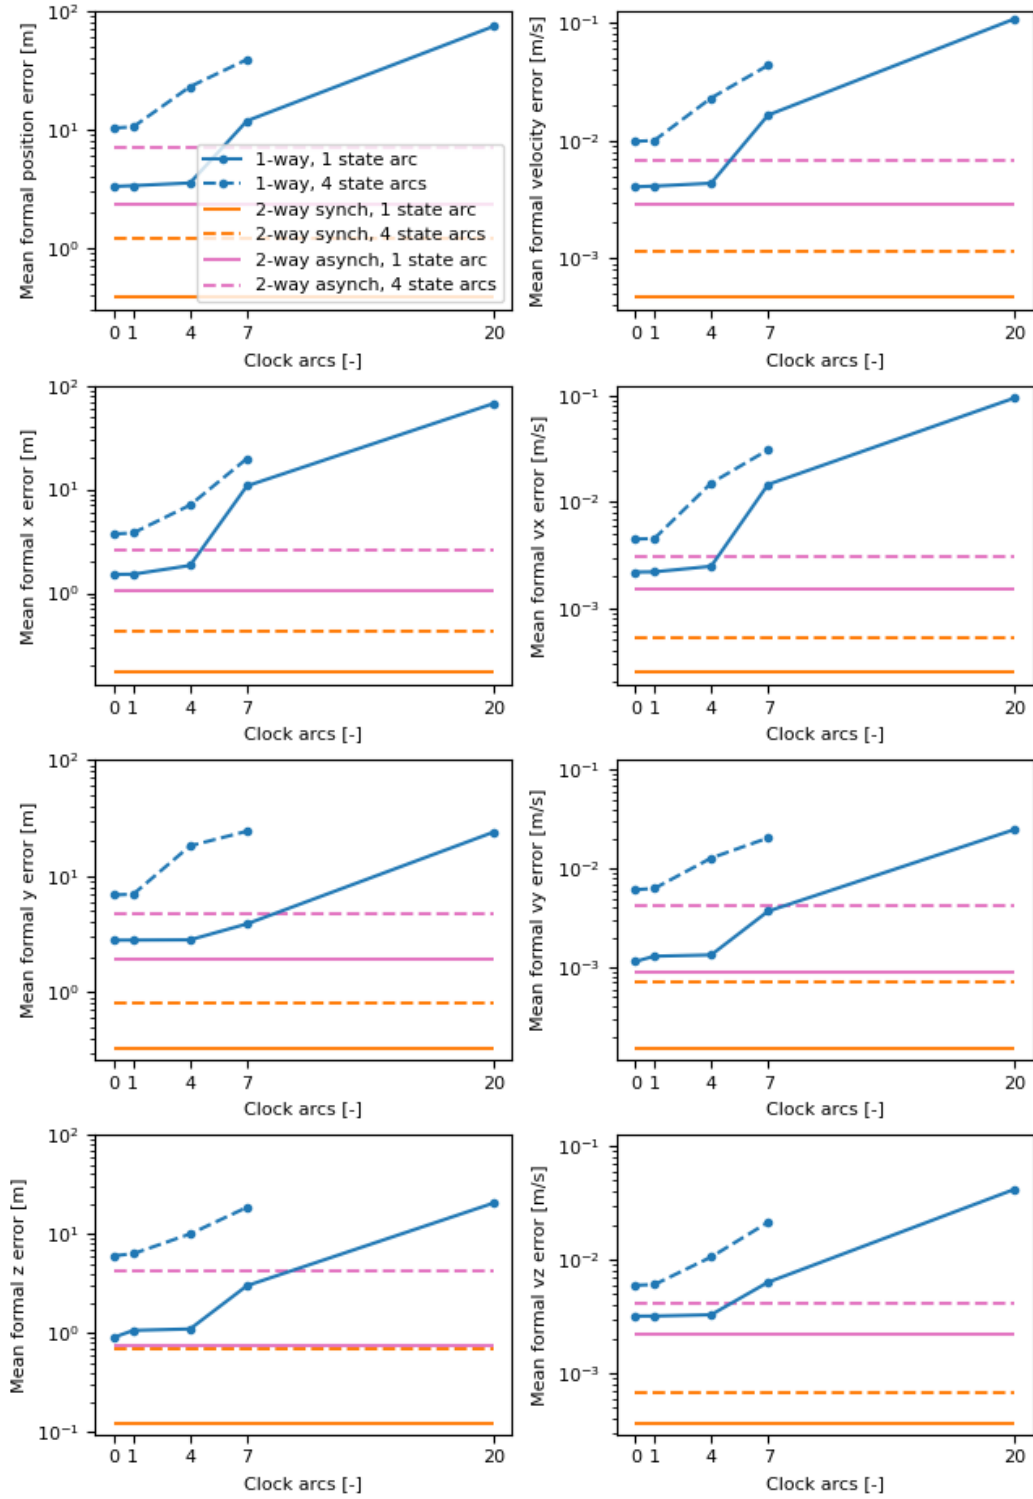 Mean formal position error [m]
10²
10¹
10⁰
1-way, 1 state arc
1-way, 4 state arcs
2-way synch, 1 state arc
2-way synch, 4 state arcs
2-way asynch, 1 state arc
2-way asynch, 4 state arcs
0 1 4 7 20
Clock arcs [-]
Mean formal velocity error [m/s]
10⁻¹
10⁻²
10⁻³
0 1 4 7 20
Clock arcs [-]
Mean formal x error [m]
10²
10¹
10⁰
0 1 4 7 20
Clock arcs [-]
Mean formal vx error [m/s]
10⁻¹
10⁻²
10⁻³
0 1 4 7 20
Clock arcs [-]
Mean formal y error [m]
10²
10¹
10⁰
0 1 4 7 20
Clock arcs [-]
Mean formal vy error [m/s]
10⁻¹
10⁻²
10⁻³
0 1 4 7 20
Clock arcs [-]
Mean formal z error [m]
10²
10¹
10⁰
10⁻¹
0 1 4 7 20
Clock arcs [-]
Mean formal vz error [m/s]
10⁻¹
10⁻²
10⁻³
0 1 4 7 20
Clock arcs [-]